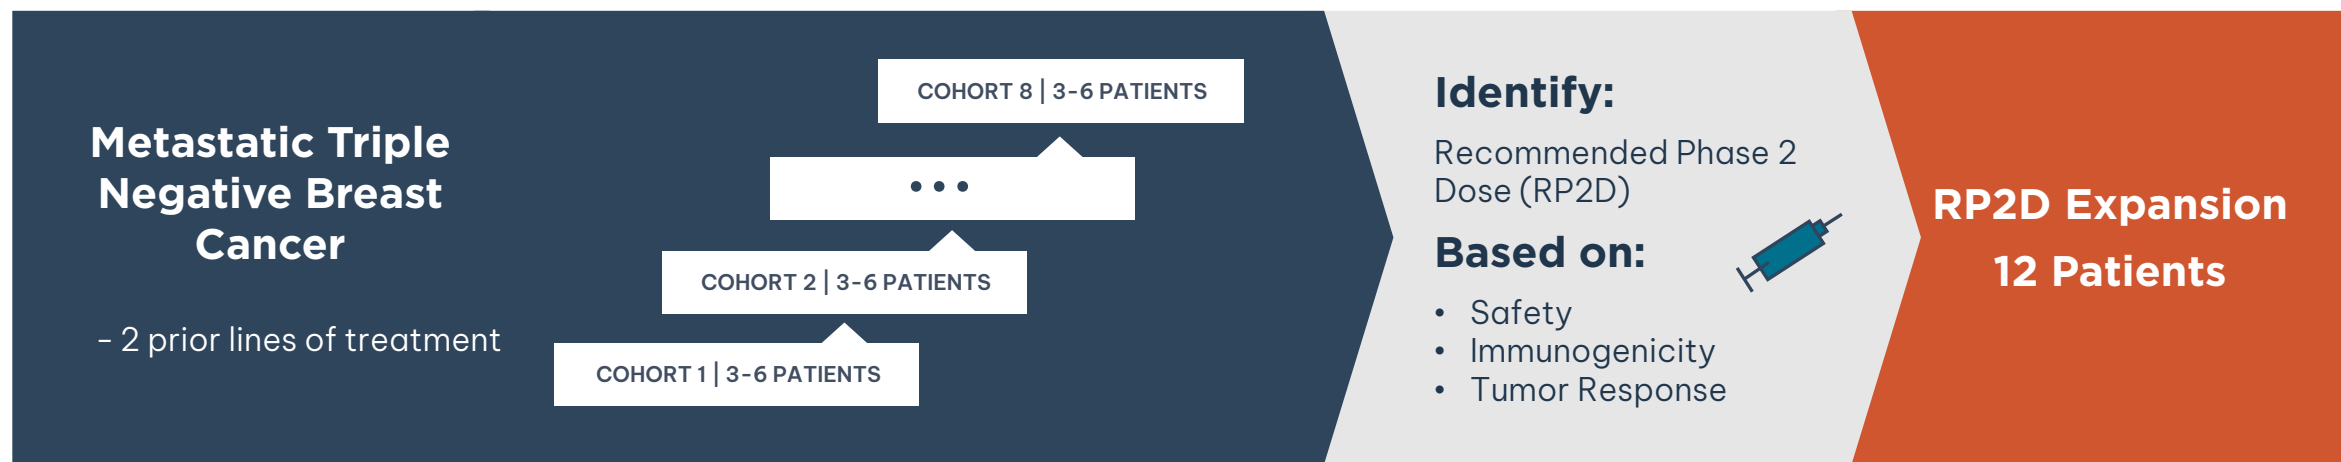 Metastatic Triple
Negative Breast
Cancer
- 2 prior lines of treatment
COHORT 8 | 3-6 PATIENTS
•••
COHORT 2 | 3-6 PATIENTS
COHORT 1 | 3-6 PATIENTS
Identify:
Recommended Phase 2
Dose (RP2D)
Based on:
• Safety
• Immunogenicity
• Tumor Response
RP2D Expansion
12 Patients